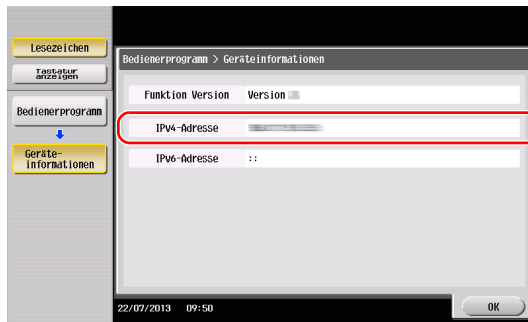 Lesezeichen
Tastatur
anzeigen
Bedienerprogramm
Geräte-
informationen
Bedienerprogramm > Geräteinformationen
Funktion Version Version
IPv4-Adresse
IPv6-Adresse ::
22/07/2013 09:50
OK